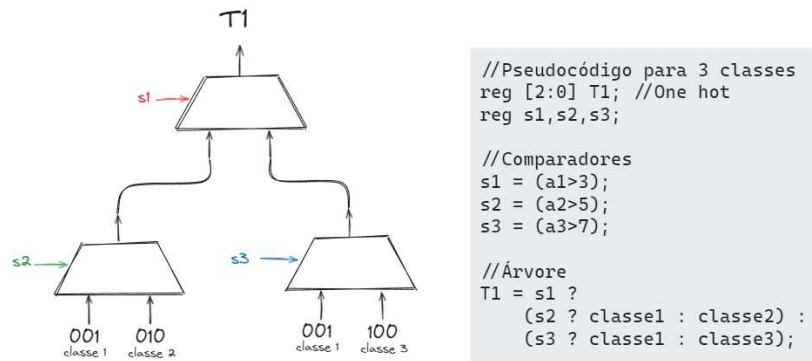 T1
s1
s2
s3
001
classe 1
010
classe 2
001
classe 1
100
classe 3
//Pseudocódigo para 3 classes
reg [2:0] T1; //One hot
reg s1,s2,s3;
//Comparadores
s1 = (a1>3);
s2 = (a2>5);
s3 = (a3>7);
//Árvore
T1 = s1 ?
(s2 ? classe1 : classe2) :
(s3 ? classe1 : classe3);